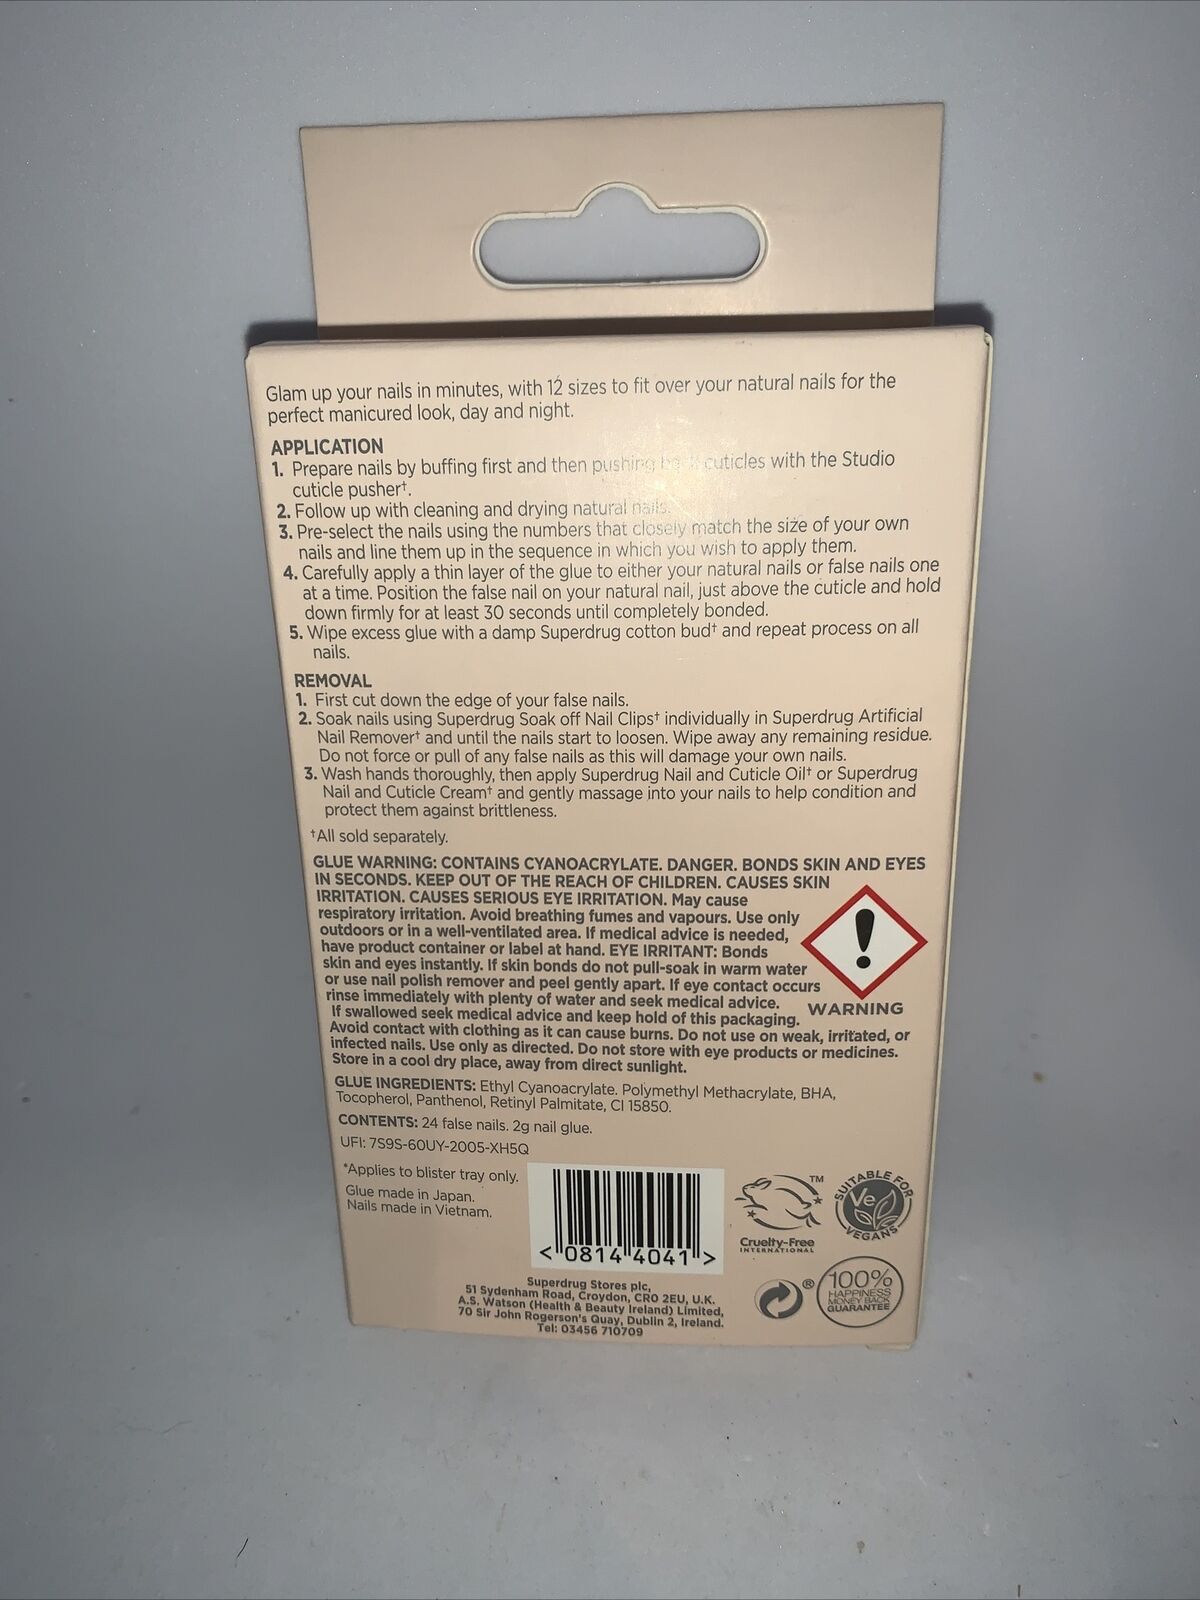 Glam up your nails in minutes, with 12 sizes to fit over your natural nails for the
perfect manicured look, day and night.
APPLICATION
1. Prepare nails by buffing first and then pushing back cuticles with the Studio
cuticle pusher†.
2. Follow up with cleaning and drying natural nails.
3. Pre-select the nails using the numbers that closely match the size of your own
nails and line them up in the sequence in which you wish to apply them.
4. Carefully apply a thin layer of the glue to either your natural nails or false nails one
at a time. Position the false nail on your natural nail, just above the cuticle and hold
down firmly for at least 30 seconds until completely bonded.
5. Wipe excess glue with a damp Superdrug cotton bud† and repeat process on all
nails.
REMOVAL
1. First cut down the edge of your false nails.
2. Soak nails using Superdrug Soak off Nail Clips† individually in Superdrug Artificial
Nail Remover† and until the nails start to loosen. Wipe away any remaining residue.
Do not force or pull of any false nails as this will damage your own nails.
3. Wash hands thoroughly, then apply Superdrug Nail and Cuticle Oil† or Superdrug
Nail and Cuticle Cream† and gently massage into your nails to help condition and
protect them against brittleness.
†All sold separately.
GLUE WARNING: CONTAINS CYANOACRYLATE. DANGER. BONDS SKIN AND EYES
IN SECONDS. KEEP OUT OF THE REACH OF CHILDREN. CAUSES SKIN
IRRITATION. CAUSES SERIOUS EYE IRRITATION. May cause
respiratory irritation. Avoid breathing fumes and vapours. Use only
outdoors or in a well-ventilated area. If medical advice is needed,
have product container or label at hand. EYE IRRITANT: Bonds
skin and eyes instantly. If skin bonds do not pull-soak in warm water
or use nail polish remover and peel gently apart. If eye contact occurs
rinse immediately with plenty of water and seek medical advice.
If swallowed seek medical advice and keep hold of this packaging.
Avoid contact with clothing as it can cause burns. Do not use on weak, irritated, or
infected nails. Use only as directed. Do not store with eye products or medicines.
Store in a cool dry place, away from direct sunlight.
WARNING
GLUE INGREDIENTS: Ethyl Cyanoacrylate. Polymethyl Methacrylate, BHA,
Tocopherol, Panthenol, Retinyl Palmitate, CI 15850.
CONTENTS: 24 false nails. 2g nail glue.
UFI: 7S9S-60UY-2005-XH5Q
*Applies to blister tray only.
Glue made in Japan.
Nails made in Vietnam.
<0814 4041>
TM
Cruelty-Free
INTERNATIONAL
SUITABLE FOR
Ve
VEGANS
Superdrug Stores plc,
51 Sydenham Road, Croydon, CR0 2EU, U.K.
A.S. Watson (Health & Beauty Ireland) Limited,
70 Sir John Rogerson's Quay, Dublin 2, Ireland.
Tel: 03456 710709
®
100%
HAPPINESS
MONEY BACK
GUARANTEE